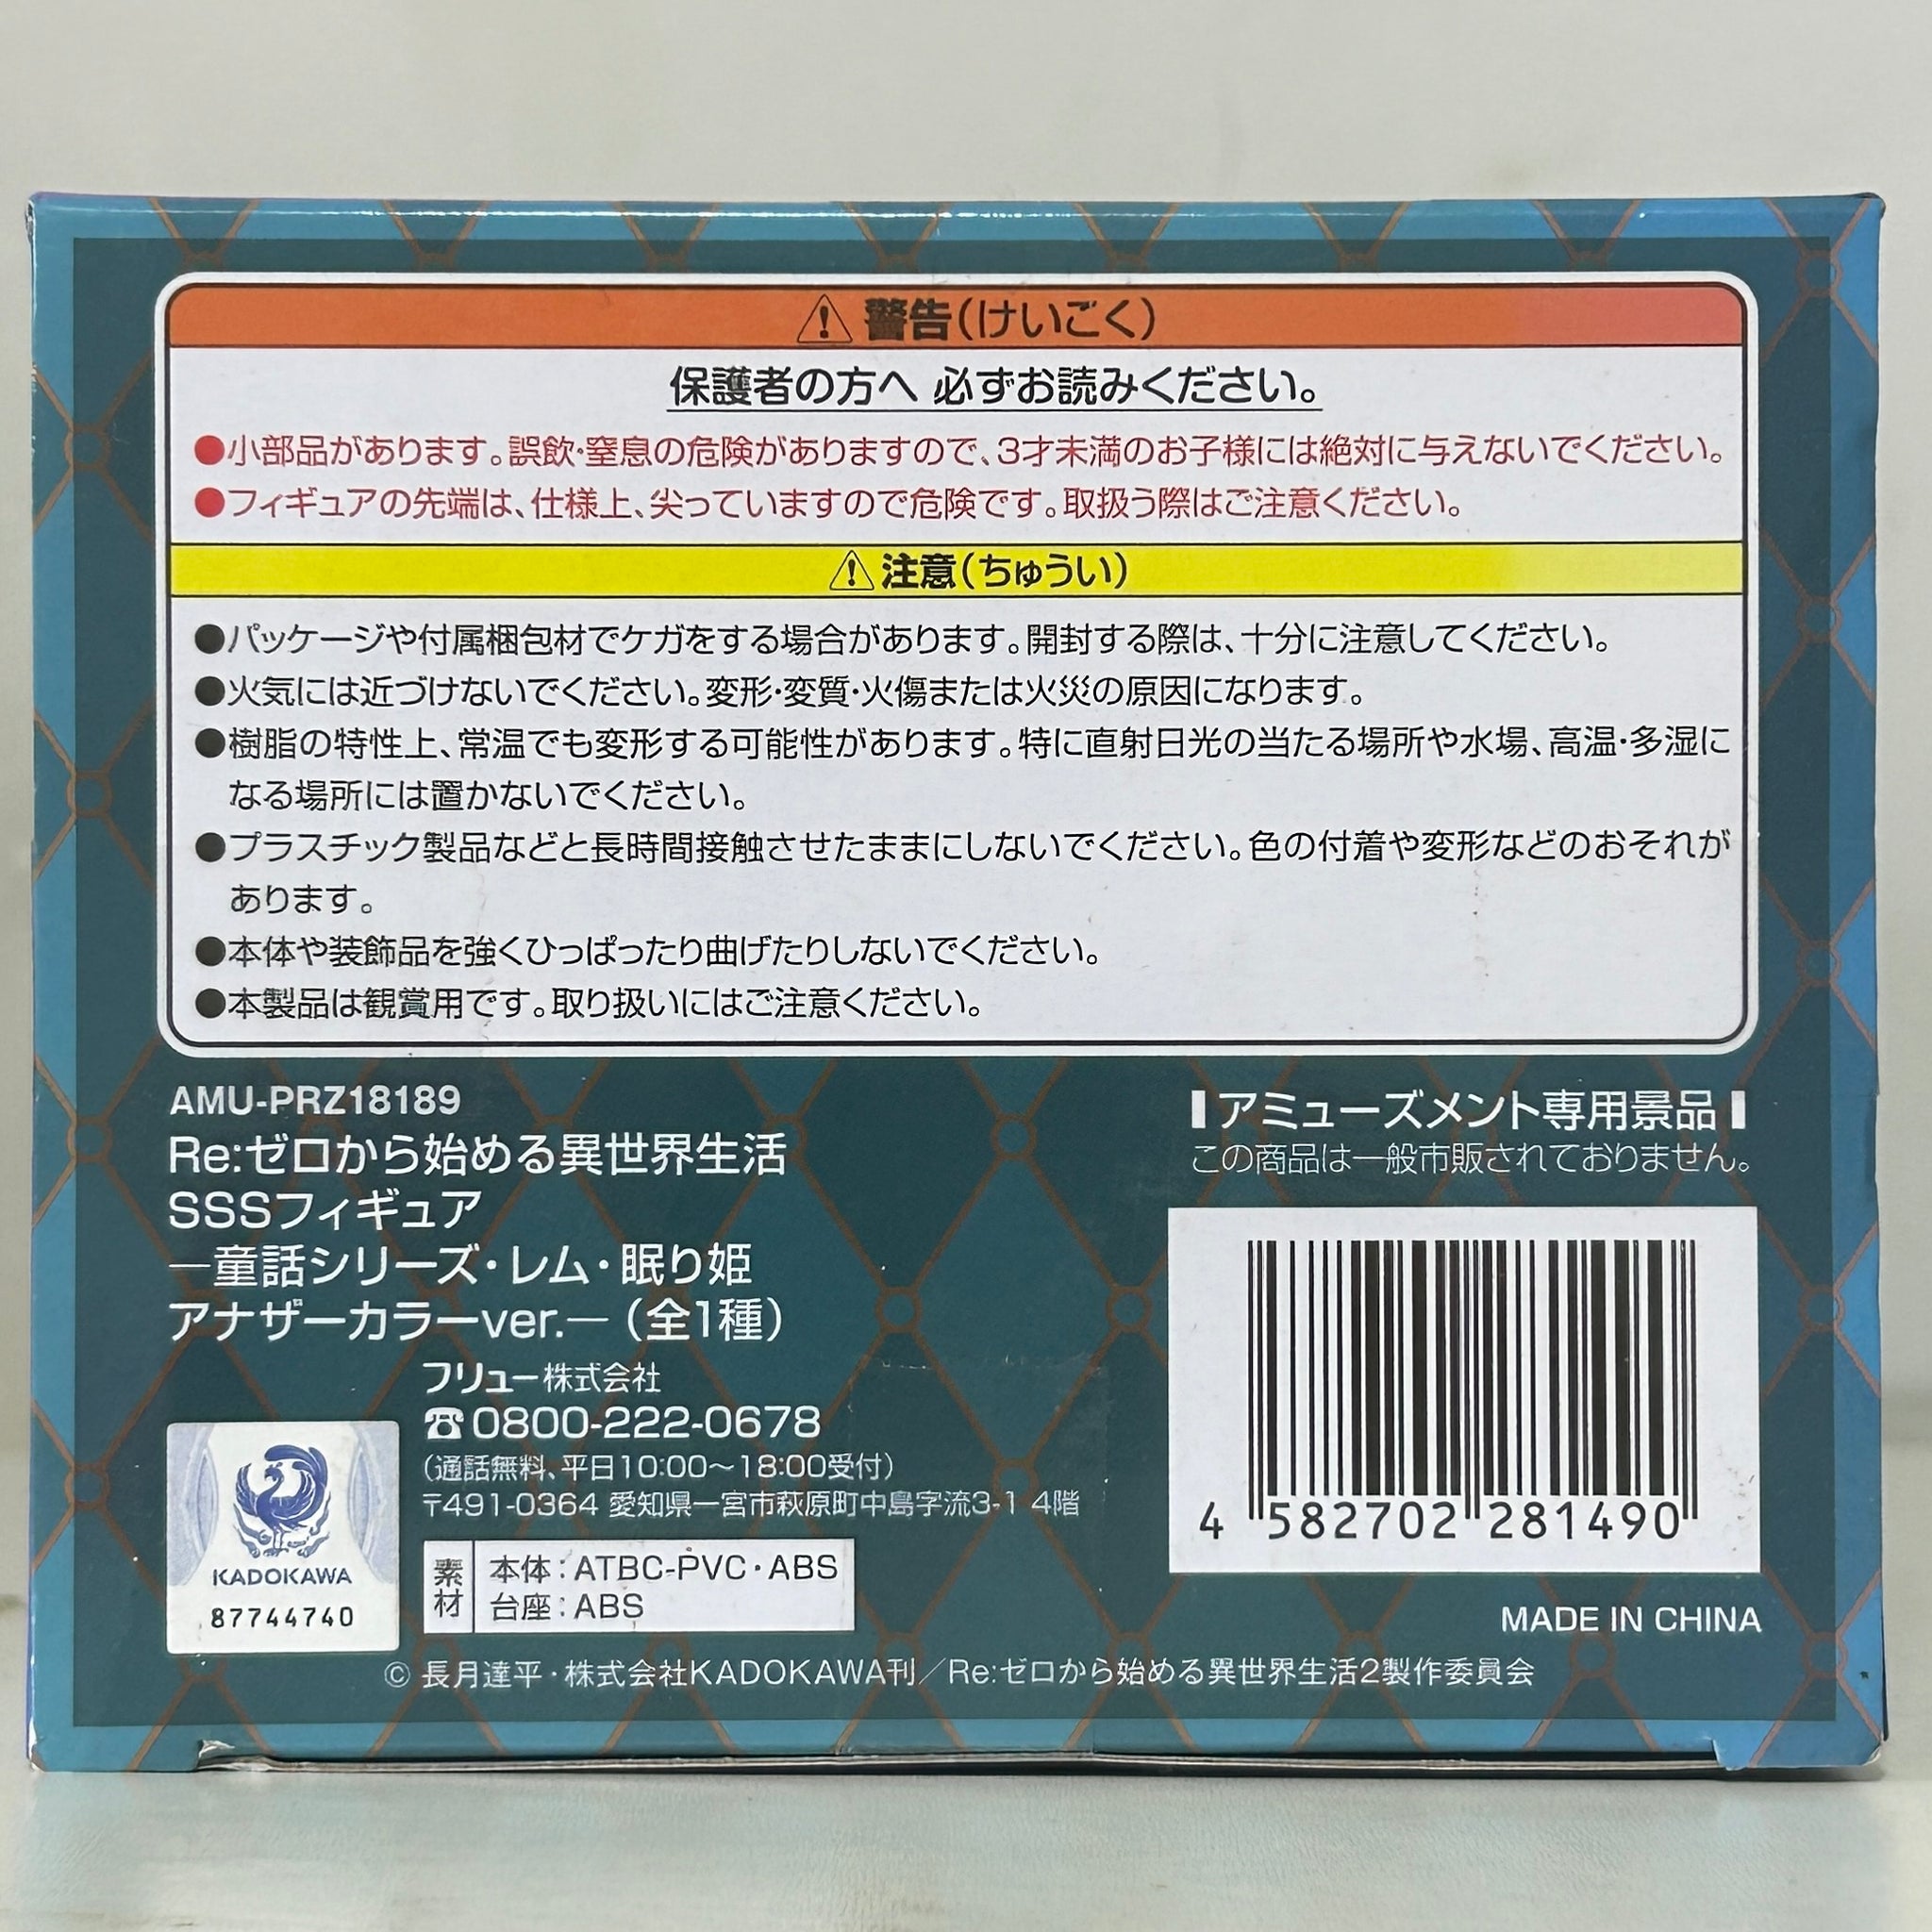 ⚠警告(けいごく)
保護者の方へ 必ずお読みください。
●小部品があります。誤飲・窒息の危険がありますので、3才未満のお子様には絶対に与えないでください。
●フィギュアの先端は、仕様上、尖っていますので危険です。取扱う際はご注意ください。
⚠注意(ちゅうい)
●パッケージや付属梱包材でケガをする場合があります。開封する際は、十分に注意してください。
●火気には近づけないでください。変形・変質・火傷または火災の原因になります。
●樹脂の特性上、常温でも変形する可能性があります。特に直射日光の当たる場所や水場、高温・多湿に
なる場所には置かないでください。
●プラスチック製品などと長時間接触させたままにしないでください。色の付着や変形などのおそれが
あります。
●本体や装飾品を強くひっぱったり曲げたりしないでください。
●本製品は観賞用です。取り扱いにはご注意ください。
AMU-PRZ18189
Re:ゼロから始める異世界生活
SSSフィギュア
―童話シリーズ・レム・眠り姫
アナザーカラーver.―(全1種)
フリュー株式会社
☎0800-222-0678
(通話無料、平日10:00〜18:00受付)
〒491-0364 愛知県一宮市萩原町中島字流3-1 4階
素材
本体:ATBC-PVC・ABS
台座:ABS
KADOKAWA
87744740
アミューズメント専用景品
この商品は一般市販されておりません。
4 582702 281490
MADE IN CHINA
© 長月達平・株式会社KADOKAWA刊/Re:ゼロから始める異世界生活2製作委員会